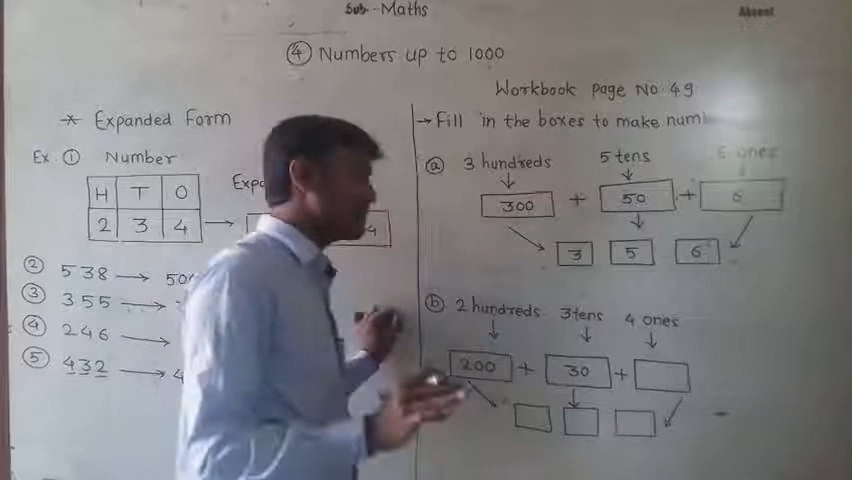 Sub.-Maths
Absent
④ Numbers up to 1000
Workbook page No. 49
* Expanded Form
→ Fill in the boxes to make
Ex. ① Number
H T O
2 3 4 →
4
② 538 → 50
③ 355 →
④ 246 →
⑤ 432 → 4
ⓐ 3 hundreds 5 tens 6 ones
300 + 50 + 6
3 5 6
ⓑ 2 hundreds 3 tens 4 ones
200 + 30 +